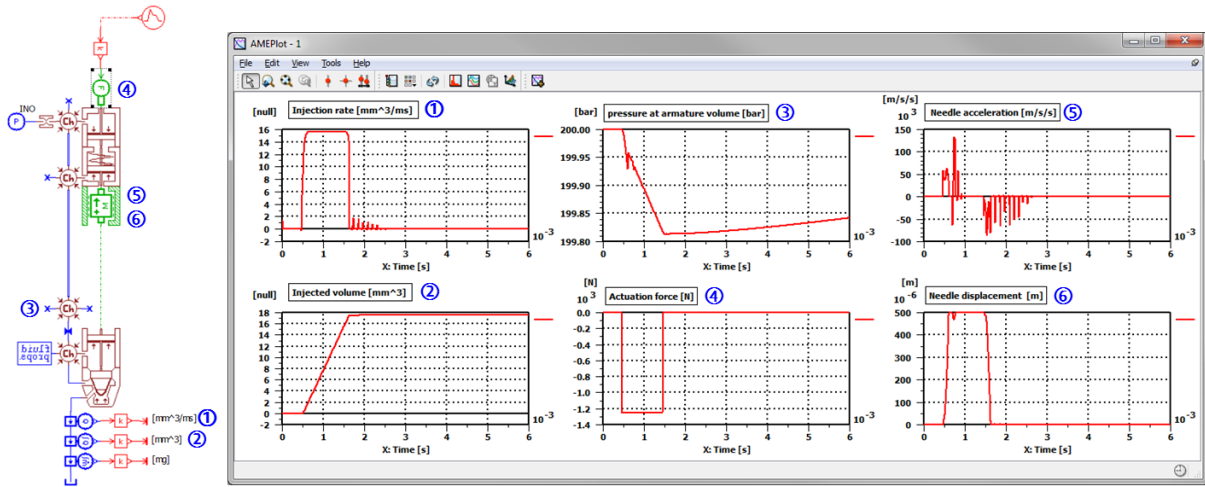 F
④
INO
P
Ch
Ch
⑤
M
⑥
③
Ch
fluid
props.
Ch
k
[mm^3/ms]
①
k
[mm^3]
②
k
[mg]
AMEPlot - 1
File Edit View Tools Help
[null]
Injection rate [mm^3/ms]
①
16
14
12
10
8
6
4
2
0
-2
0 1 2 3 4 5 6
10^-3
X: Time [s]
[bar]
pressure at armature volume [bar]
③
200.00
199.95
199.90
199.85
199.80
0 1 2 3 4 5 6
10^-3
X: Time [s]
[m/s/s]
10^3
Needle acceleration [m/s/s]
⑤
150
100
50
0
-50
-100
0 1 2 3 4 5 6
10^-3
X: Time [s]
[null]
Injected volume [mm^3]
②
18
16
14
12
10
8
6
4
2
0
-2
0 1 2 3 4 5 6
10^-3
X: Time [s]
[N]
10^3
Actuation force [N]
④
0.0
-0.2
-0.4
-0.6
-0.8
-1.0
-1.2
-1.4
0 1 2 3 4 5 6
10^-3
X: Time [s]
[m]
10^-6
Needle displacement [m]
⑥
500
400
300
200
100
0
0 1 2 3 4 5 6
10^-3
X: Time [s]